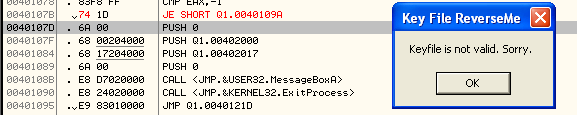 00401078 . 83F8 FF CMP EAX,-1
0040107B .˅74 1D JE SHORT Q1.0040109A
0040107D . 6A 00 PUSH 0
0040107F . 68 00204000 PUSH Q1.00402000
00401084 . 68 17204000 PUSH Q1.00402017
00401089 . 6A 00 PUSH 0
0040108B . E8 D7020000 CALL <JMP.&USER32.MessageBoxA>
00401090 . E8 24020000 CALL <JMP.&KERNEL32.ExitProcess>
00401095 .˅E9 83010000 JMP Q1.0040121D
Key File ReverseMe
Keyfile is not valid. Sorry.
OK